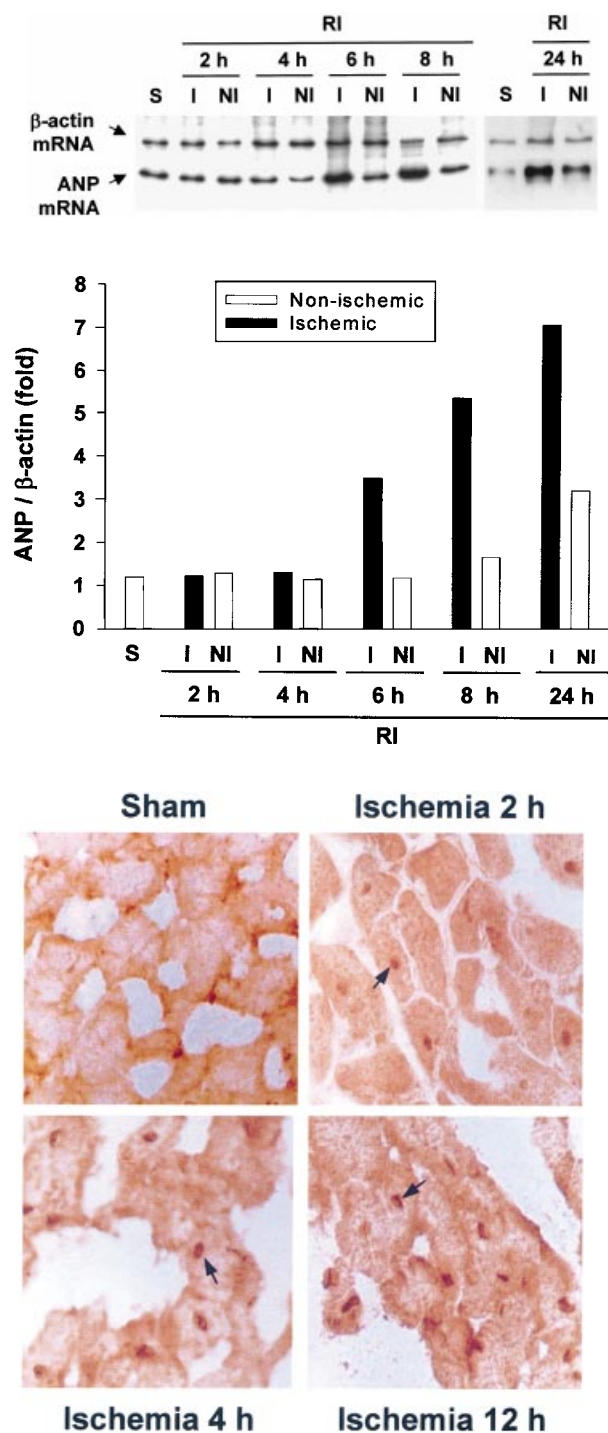 RI
RI
2 h 4 h 6 h 8 h
24 h
S I NI I NI I NI I NI
S I NI
β-actin
mRNA
ANP
mRNA
8
7
6
5
4
3
2
1
0
ANP / β-actin (fold)
Non-ischemic
Ischemic
S I NI I NI I NI I NI I NI
2 h 4 h 6 h 8 h 24 h
RI
Sham
Ischemia 2 h
Ischemia 4 h
Ischemia 12 h